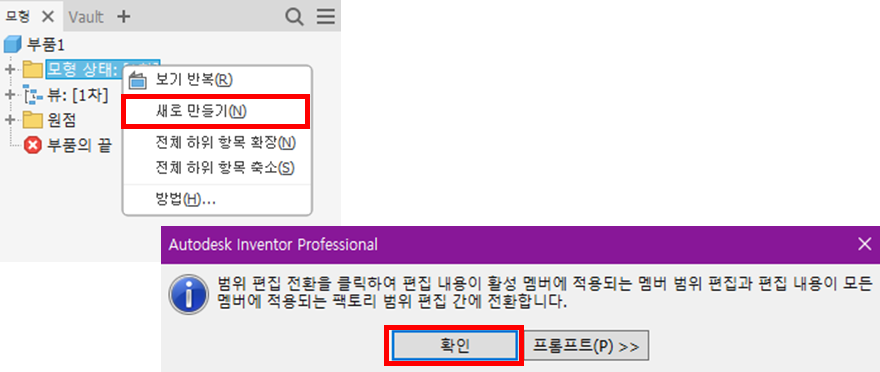 모형 Vault
부품1
모형 상태:
보기 반복(R)
뷰: [1차]
새로 만들기(N)
원점
전체 하위 항목 확장(N)
부품의 끝
전체 하위 항목 축소(S)
방법(H)...
Autodesk Inventor Professional
범위 편집 전환을 클릭하여 편집 내용이 활성 멤버에 적용되는 멤버 범위 편집과 편집 내용이 모든
멤버에 적용되는 팩토리 범위 편집 간에 전환합니다.
확인 프롬프트(P) >>